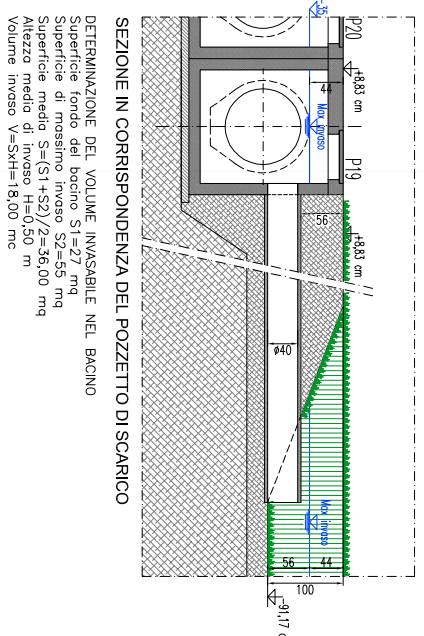 P20
35
44
+8,83 cm
Max invaso
P19
56
+8,83 cm
ø40
Max invaso
56
44
100
-91,17 c
SEZIONE IN CORRISPONDENZA DEL POZZETTO DI SCARICO
DETERMINAZIONE DEL VOLUME INVASABILE NEL BACINO
Superficie fondo del bacino S1=27 mq
Superficie di massimo invaso S2=55 mq
Superficie media S=(S1+S2)/2=36,00 mq
Altezza media di invaso H=0,50 m
Volume invaso V=SxH=18,00 mc